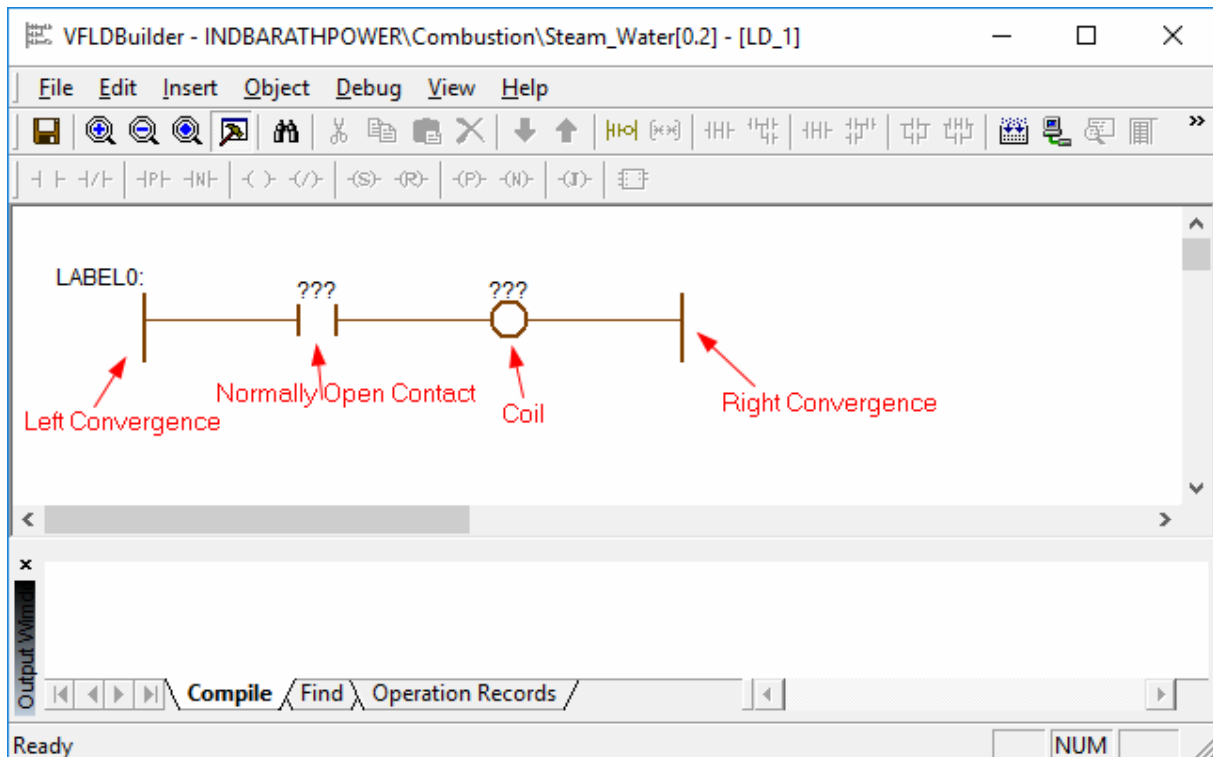 VFLDBuilder - INDBARATHPOWER\Combustion\Steam_Water[0.2] - [LD_1]
File Edit Insert Object Debug View Help
LABEL0:
??? ???
Normally Open Contact
Left Convergence
Coil
Right Convergence
Output Windo
Compile Find Operation Records
Ready
NUM